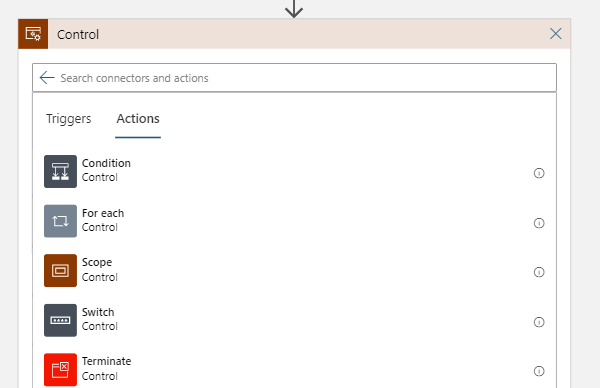 Control
Search connectors and actions
Triggers Actions
Condition
Control
For each
Control
Scope
Control
Switch
Control
Terminate
Control